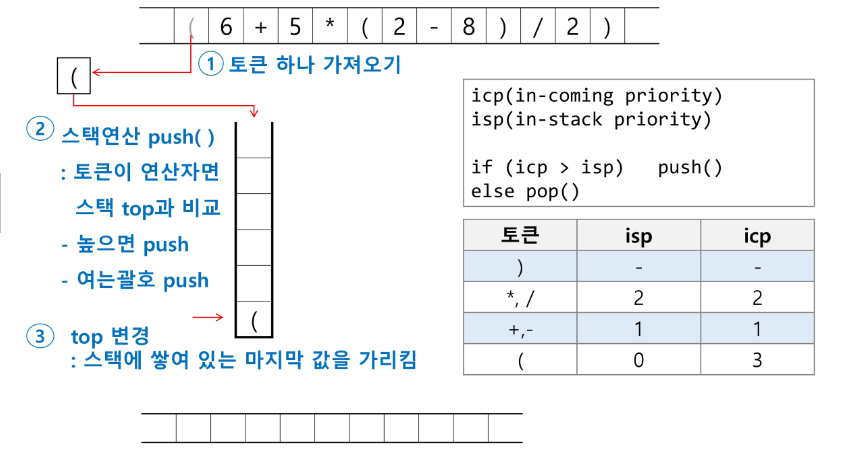 ( 6 + 5 * ( 2 - 8 ) / 2 )
① 토큰 하나 가져오기
(
② 스택연산 push( )
: 토큰이 연산자면
스택 top과 비교
- 높으면 push
- 여는괄호 push
(
③ top 변경
: 스택에 쌓여 있는 마지막 값을 가리킴
icp(in-coming priority)
isp(in-stack priority)
if (icp > isp) push()
else pop()
토큰 isp icp
) - -
*, / 2 2
+,- 1 1
( 0 3